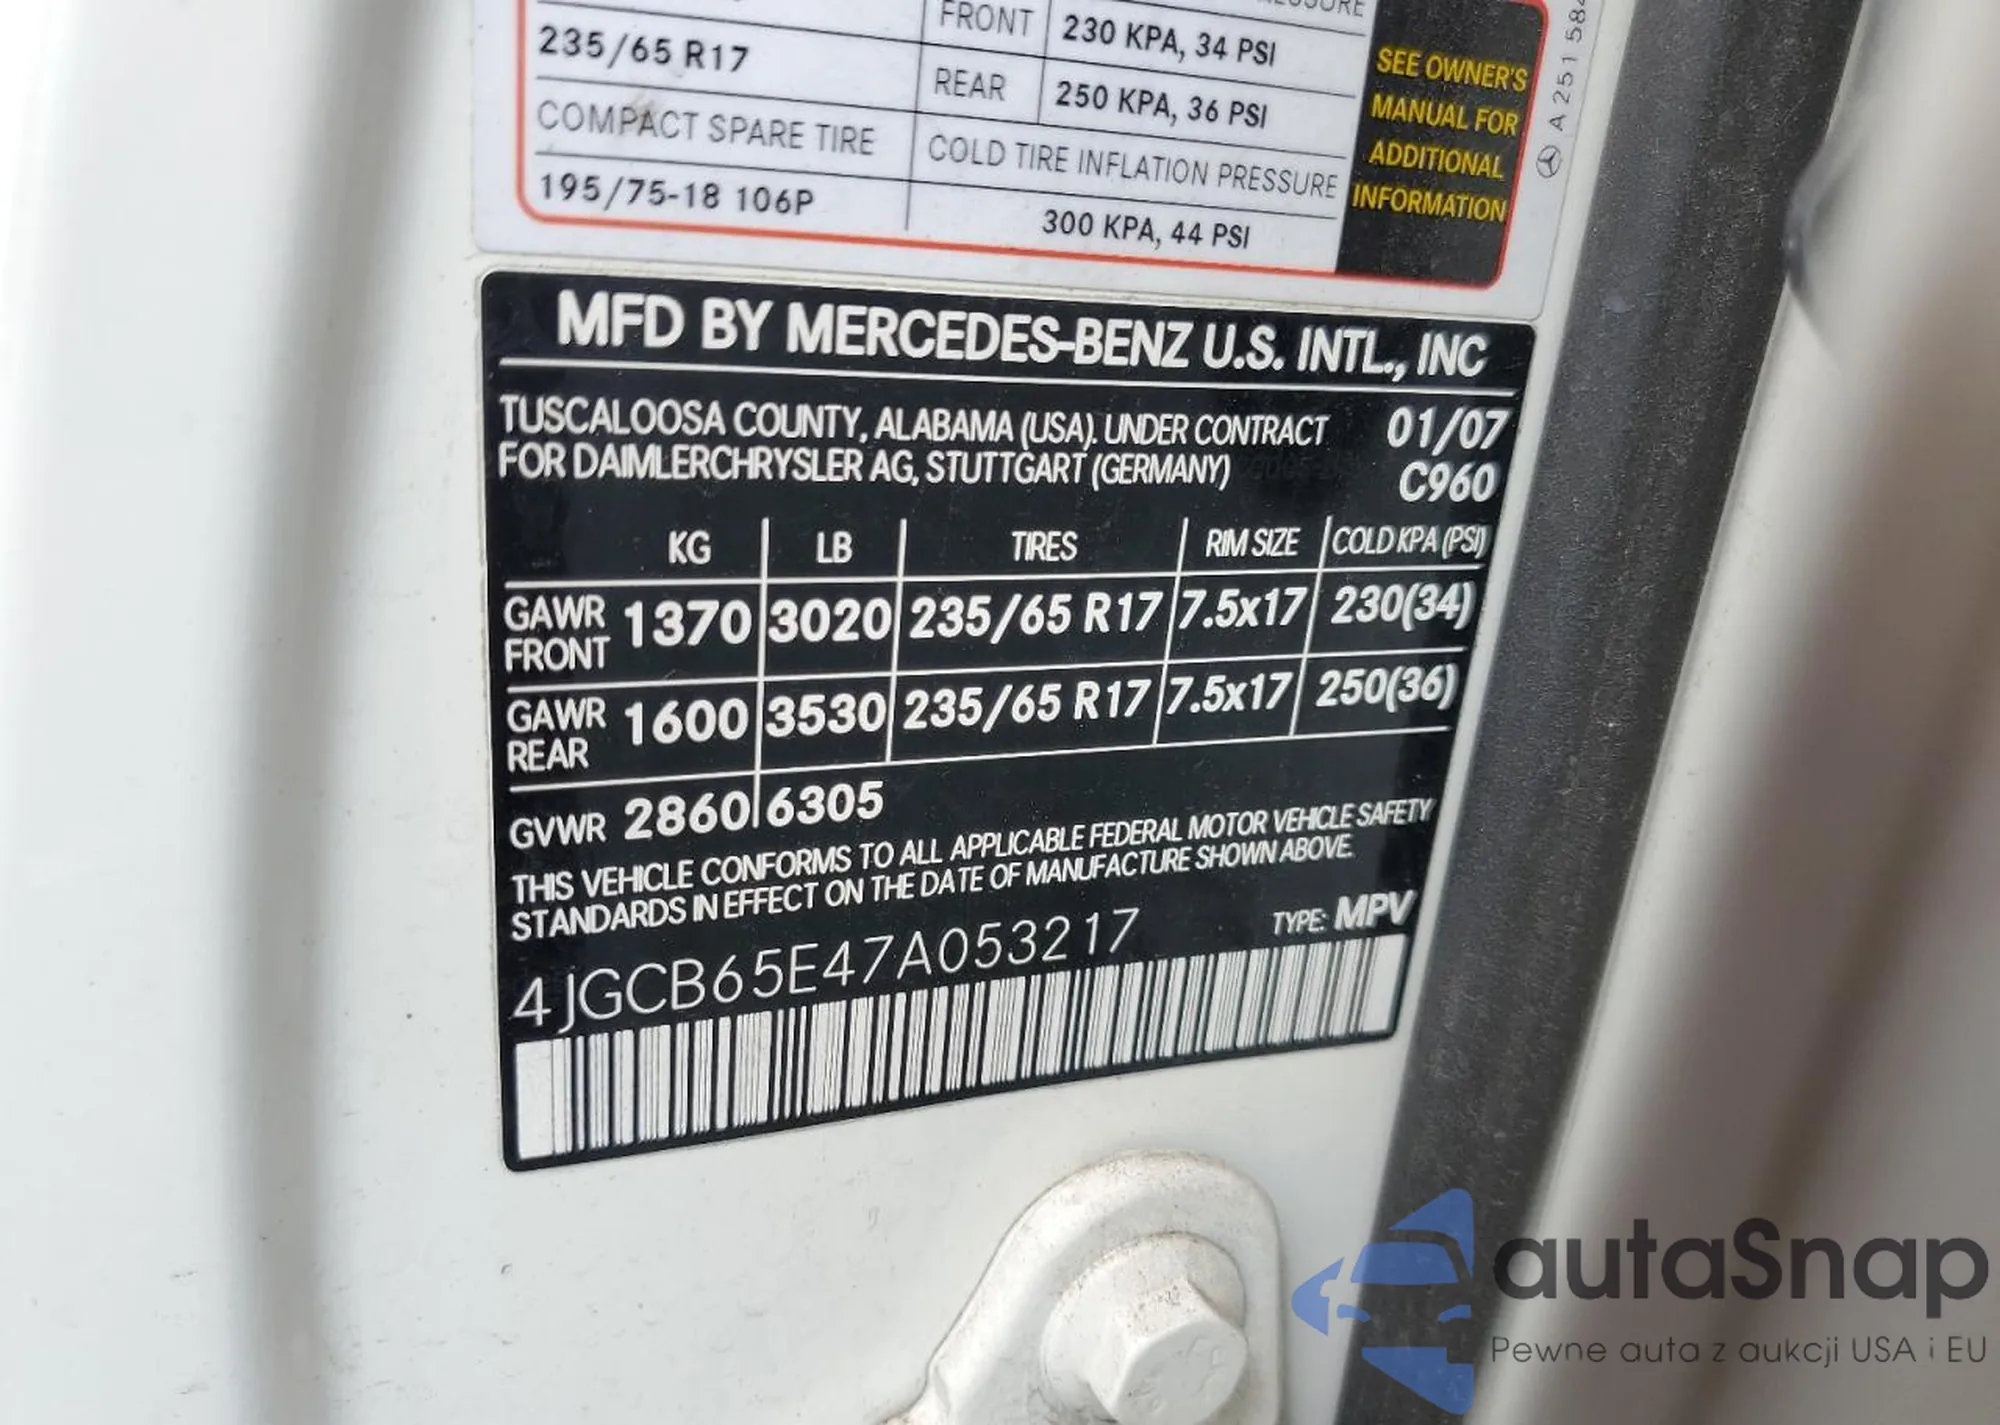 FRONT 230 KPA, 34 PSI
235/65 R17
REAR 250 KPA, 36 PSI
COMPACT SPARE TIRE
COLD TIRE INFLATION PRESSURE
195/75-18 106P
300 KPA, 44 PSI
SEE OWNER'S
MANUAL FOR
ADDITIONAL
INFORMATION
A 251 584
MFD BY MERCEDES-BENZ U.S. INTL., INC
TUSCALOOSA COUNTY, ALABAMA (USA). UNDER CONTRACT 01/07
FOR DAIMLERCHRYSLER AG, STUTTGART (GERMANY) C960
KG LB TIRES RIM SIZE COLD KPA (PSI)
GAWR FRONT 1370 3020 235/65 R17 7.5x17 230(34)
GAWR REAR 1600 3530 235/65 R17 7.5x17 250(36)
GVWR 2860 6305
THIS VEHICLE CONFORMS TO ALL APPLICABLE FEDERAL MOTOR VEHICLE SAFETY
STANDARDS IN EFFECT ON THE DATE OF MANUFACTURE SHOWN ABOVE.
4JGCB65E47A053217 TYPE: MPV
autaSnap
Pewne auta z aukcji USA i EU